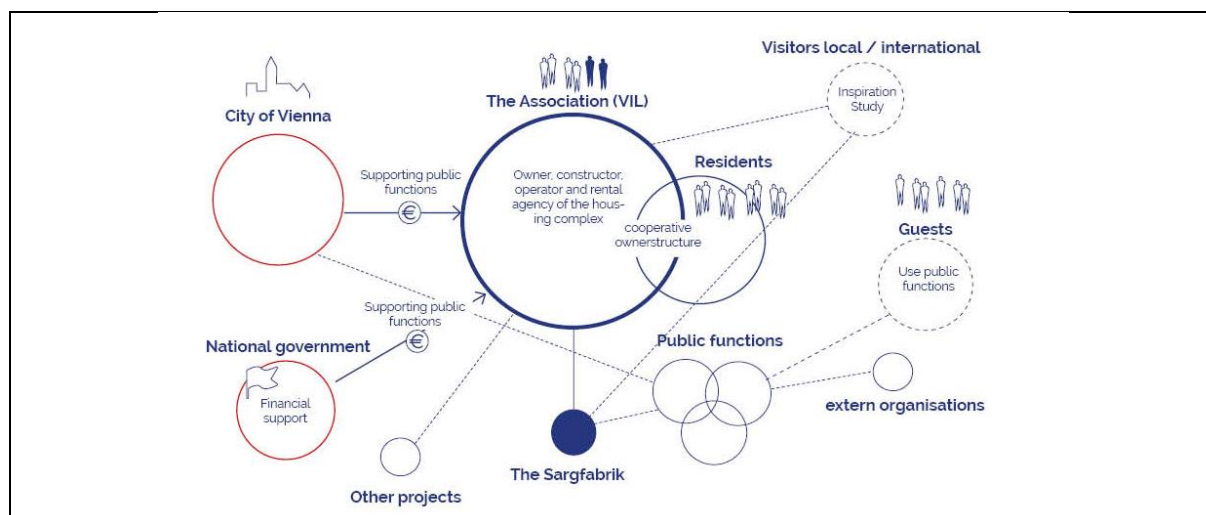 Visitors local / international
Inspiration
Study
City of Vienna
The Association (VIL)
Supporting public
functions
€
Owner, constructor,
operator and rental
agency of the hous-
ing complex
Residents
cooperative
ownerstructure
Guests
Use public
functions
Supporting public
functions
€
National government
Financial
support
Public functions
extern organisations
The Sargfabrik
Other projects